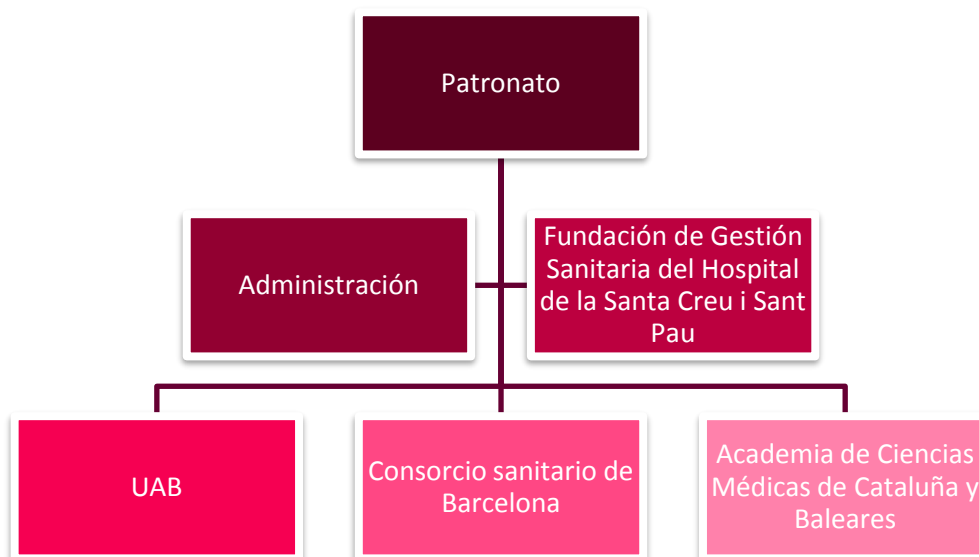 Patronato
Administración
Fundación de Gestión
Sanitaria del Hospital
de la Santa Creu i Sant
Pau
UAB
Consorcio sanitario de
Barcelona
Academia de Ciencias
Médicas de Cataluña y
Baleares